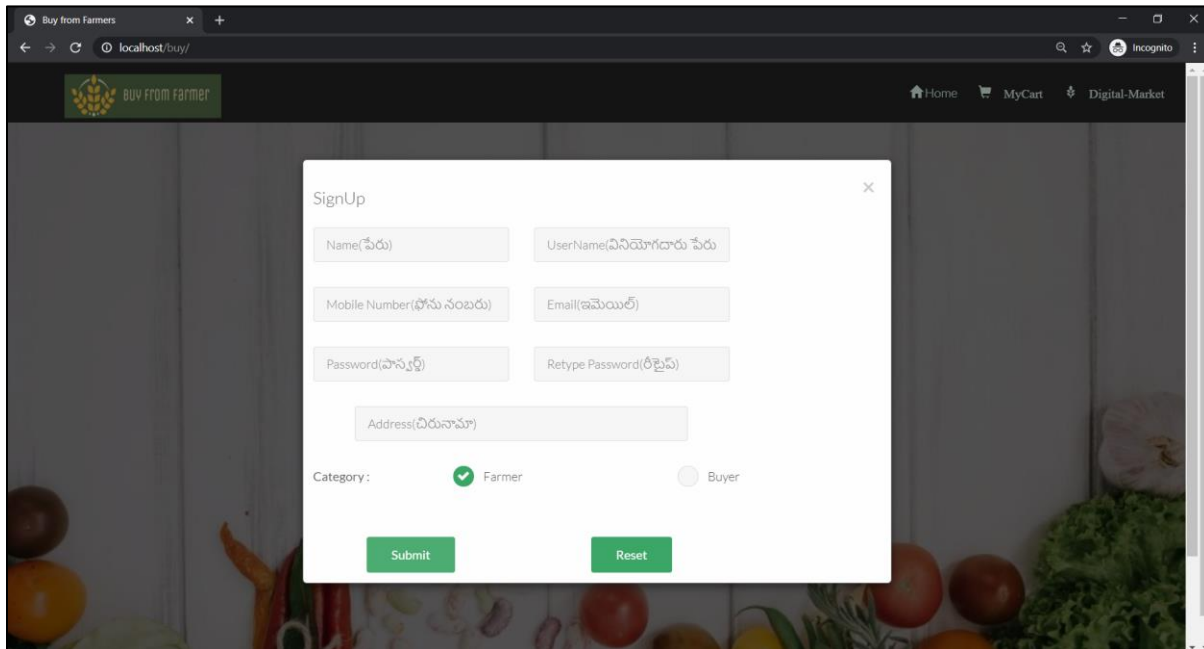 Buy from Farmers
localhost/buy/
Incognito
Buy From Farmer
Home MyCart Digital-Market
SignUp
Name(పేరు) UserName(వినియోగదారు పేరు
Mobile Number(ఫోను నంబరు) Email(ఇమెయిల్)
Password(పాస్వర్డ్) Retype Password(రీటైప్)
Address(చిరునామా)
Category : Farmer Buyer
Submit Reset